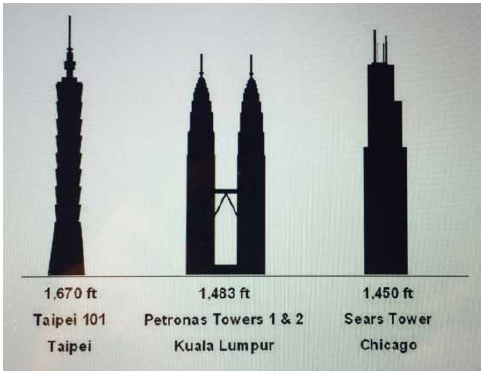 1,670 ft
Taipei 101
Taipei
1,483 ft
Petronas Towers 1 & 2
Kuala Lumpur
1,450 ft
Sears Tower
Chicago